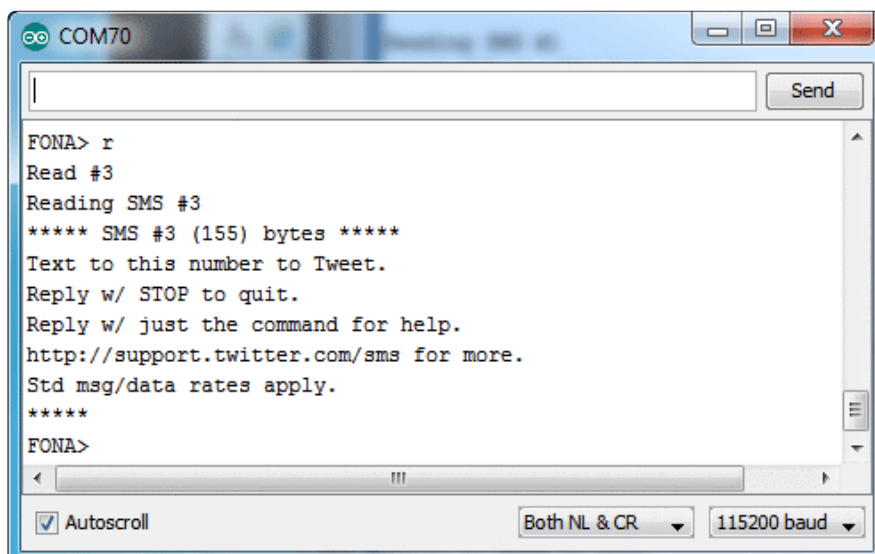 COM70
Send
FONA> r
Read #3
Reading SMS #3
***** SMS #3 (155) bytes *****
Text to this number to Tweet.
Reply w/ STOP to quit.
Reply w/ just the command for help.
http://support.twitter.com/sms for more.
Std msg/data rates apply.
*****
FONA>
Autoscroll Both NL & CR 115200 baud